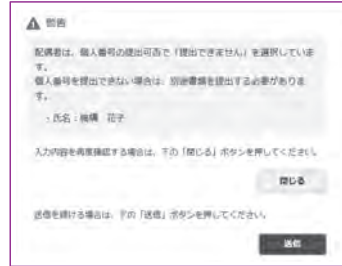 警告
配偶者は、個人番号の提出可否で「提出できません」を選択していま
す。
個人番号を提出できない場合は、別途書類を提出する必要がありま
す。
・氏名：機構　花子
入力内容を再度確認する場合は、下の「閉じる」ボタンを押してください。
閉じる
送信を続ける場合は、下の「送信」ボタンを押してください。
送信